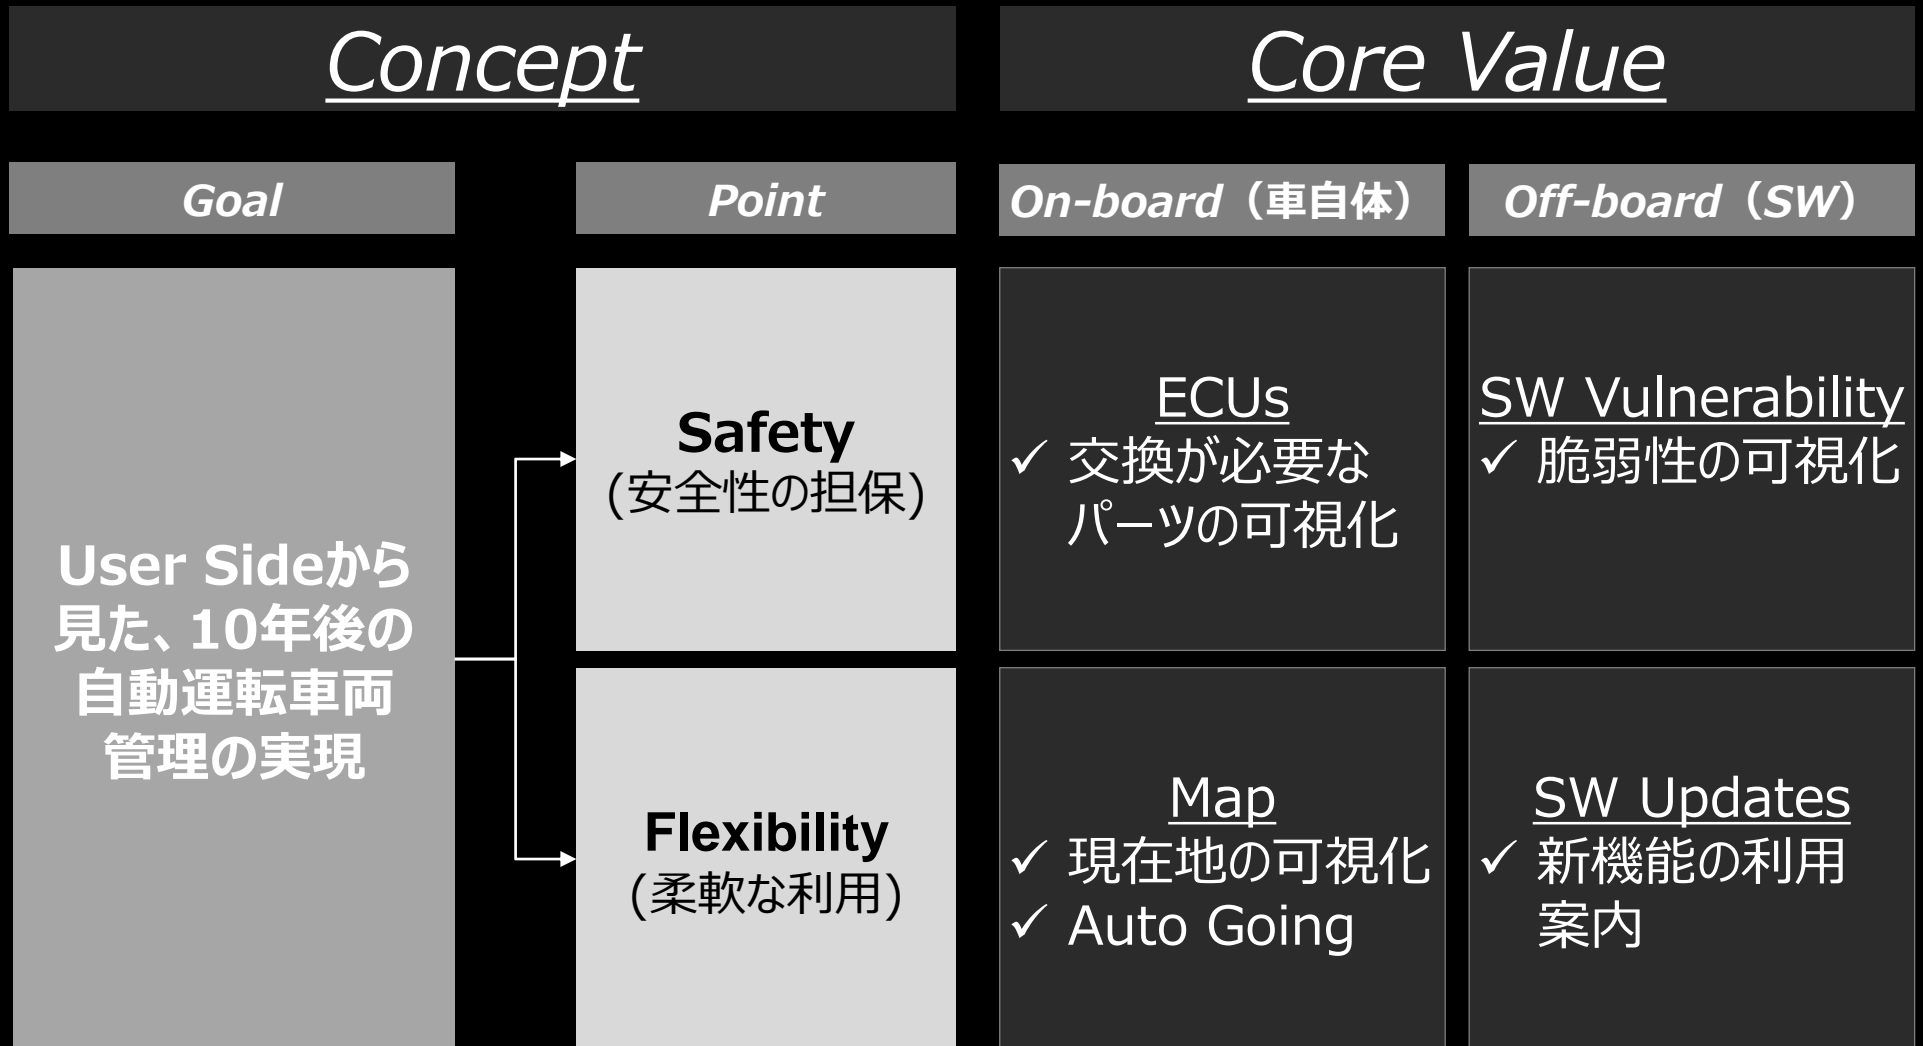 Concept
Core Value
Goal
Point
On-board（車自体）
Off-board（SW）
User Sideから
見た、10年後の
自動運転車両
管理の実現
Safety
(安全性の担保)
ECUs
✓ 交換が必要な
パーツの可視化
SW Vulnerability
✓ 脆弱性の可視化
Flexibility
(柔軟な利用)
Map
✓ 現在地の可視化
✓ Auto Going
SW Updates
✓ 新機能の利用
案内